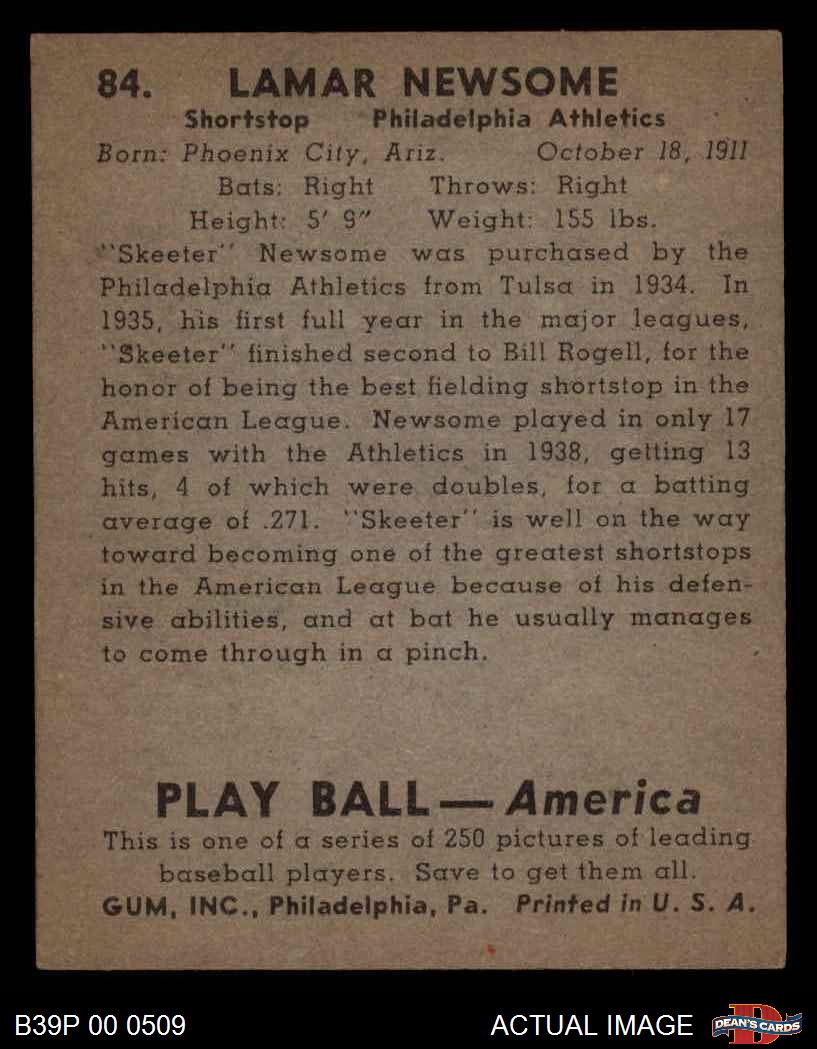 84. LAMAR NEWSOME
Shortstop Philadelphia Athletics
Born: Phoenix City, Ariz. October 18, 1911
Bats: Right Throws: Right
Height: 5' 9" Weight: 155 lbs.
"Skeeter" Newsome was purchased by the
Philadelphia Athletics from Tulsa in 1934. In
1935, his first full year in the major leagues,
"Skeeter" finished second to Bill Rogell, for the
honor of being the best fielding shortstop in the
American League. Newsome played in only 17
games with the Athletics in 1938, getting 13
hits, 4 of which were doubles, for a batting
average of .271. "Skeeter" is well on the way
toward becoming one of the greatest shortstops
in the American League because of his defen-
sive abilities, and at bat he usually manages
to come through in a pinch.
PLAY BALL — America
This is one of a series of 250 pictures of leading
baseball players. Save to get them all.
GUM, INC., Philadelphia, Pa. Printed in U. S. A.
B39P 00 0509 ACTUAL IMAGE
D
DEAN'S CARDS